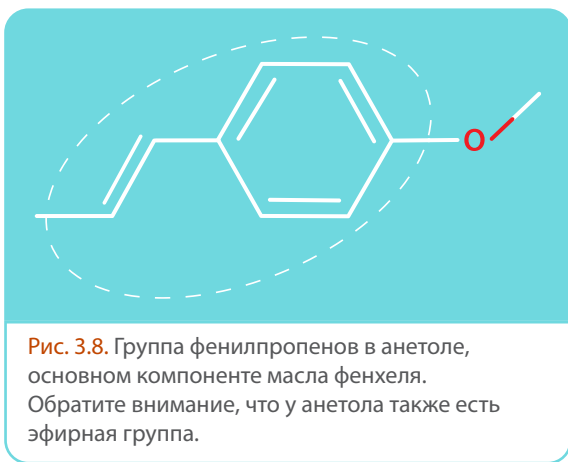 O
Рис. 3.8. Группа фенилпропенов в анетоле,
основном компоненте масла фенхеля.
Обратите внимание, что у анетола также есть
эфирная группа.